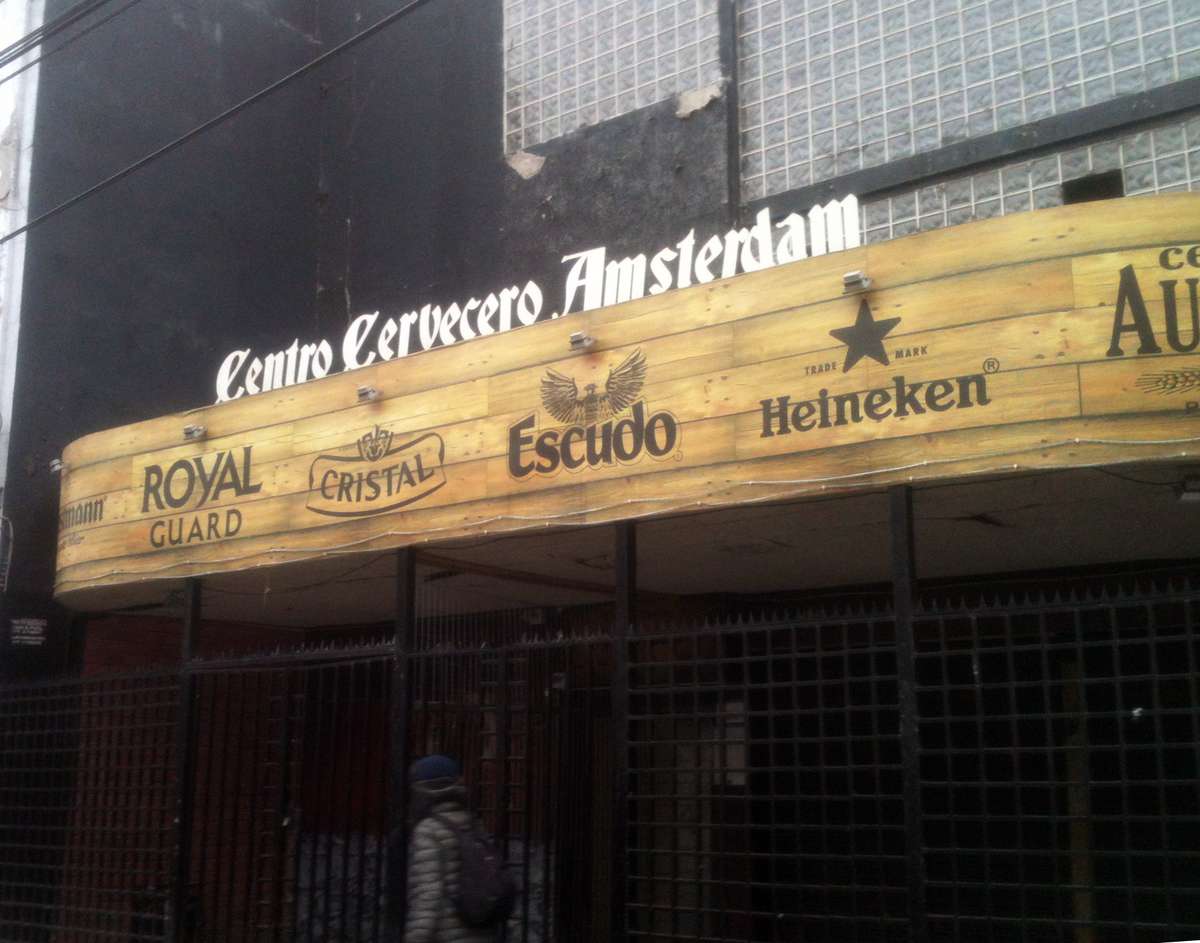 Centro Cervecero Amsterdam
ROYAL
GUARD
CRISTAL
Escudo
TRADE MARK
Heineken®